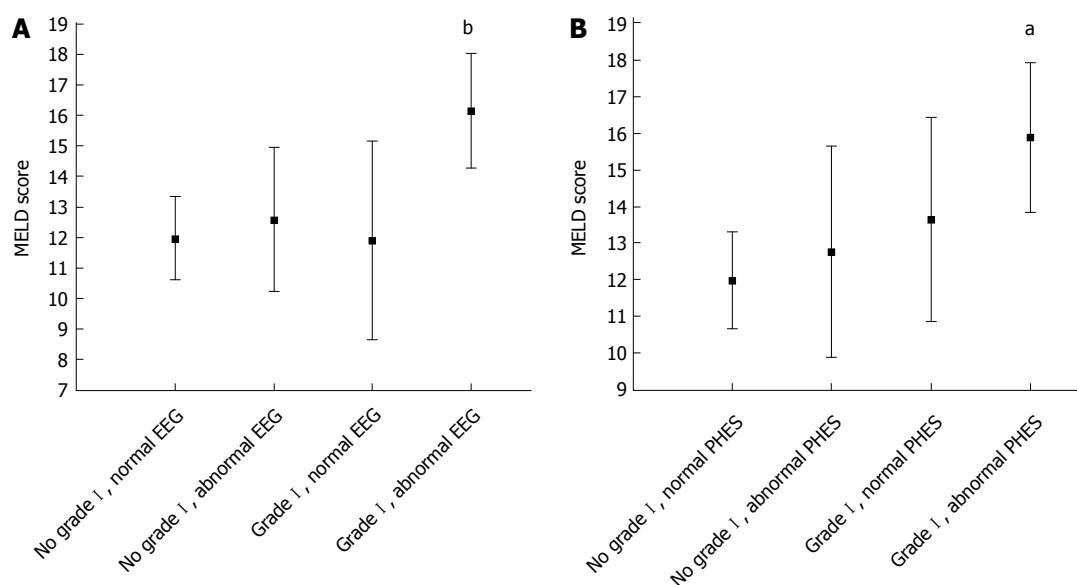 A
b
19
18
17
16
15
14
13
12
11
10
9
8
7
MELD score
No grade Ⅰ, normal EEG
No grade Ⅰ, abnormal EEG
Grade Ⅰ, normal EEG
Grade Ⅰ, abnormal EEG
B
a
19
18
17
16
15
14
13
12
11
10
9
MELD score
No grade Ⅰ, normal PHES
No grade Ⅰ, abnormal PHES
Grade Ⅰ, normal PHES
Grade Ⅰ, abnormal PHES